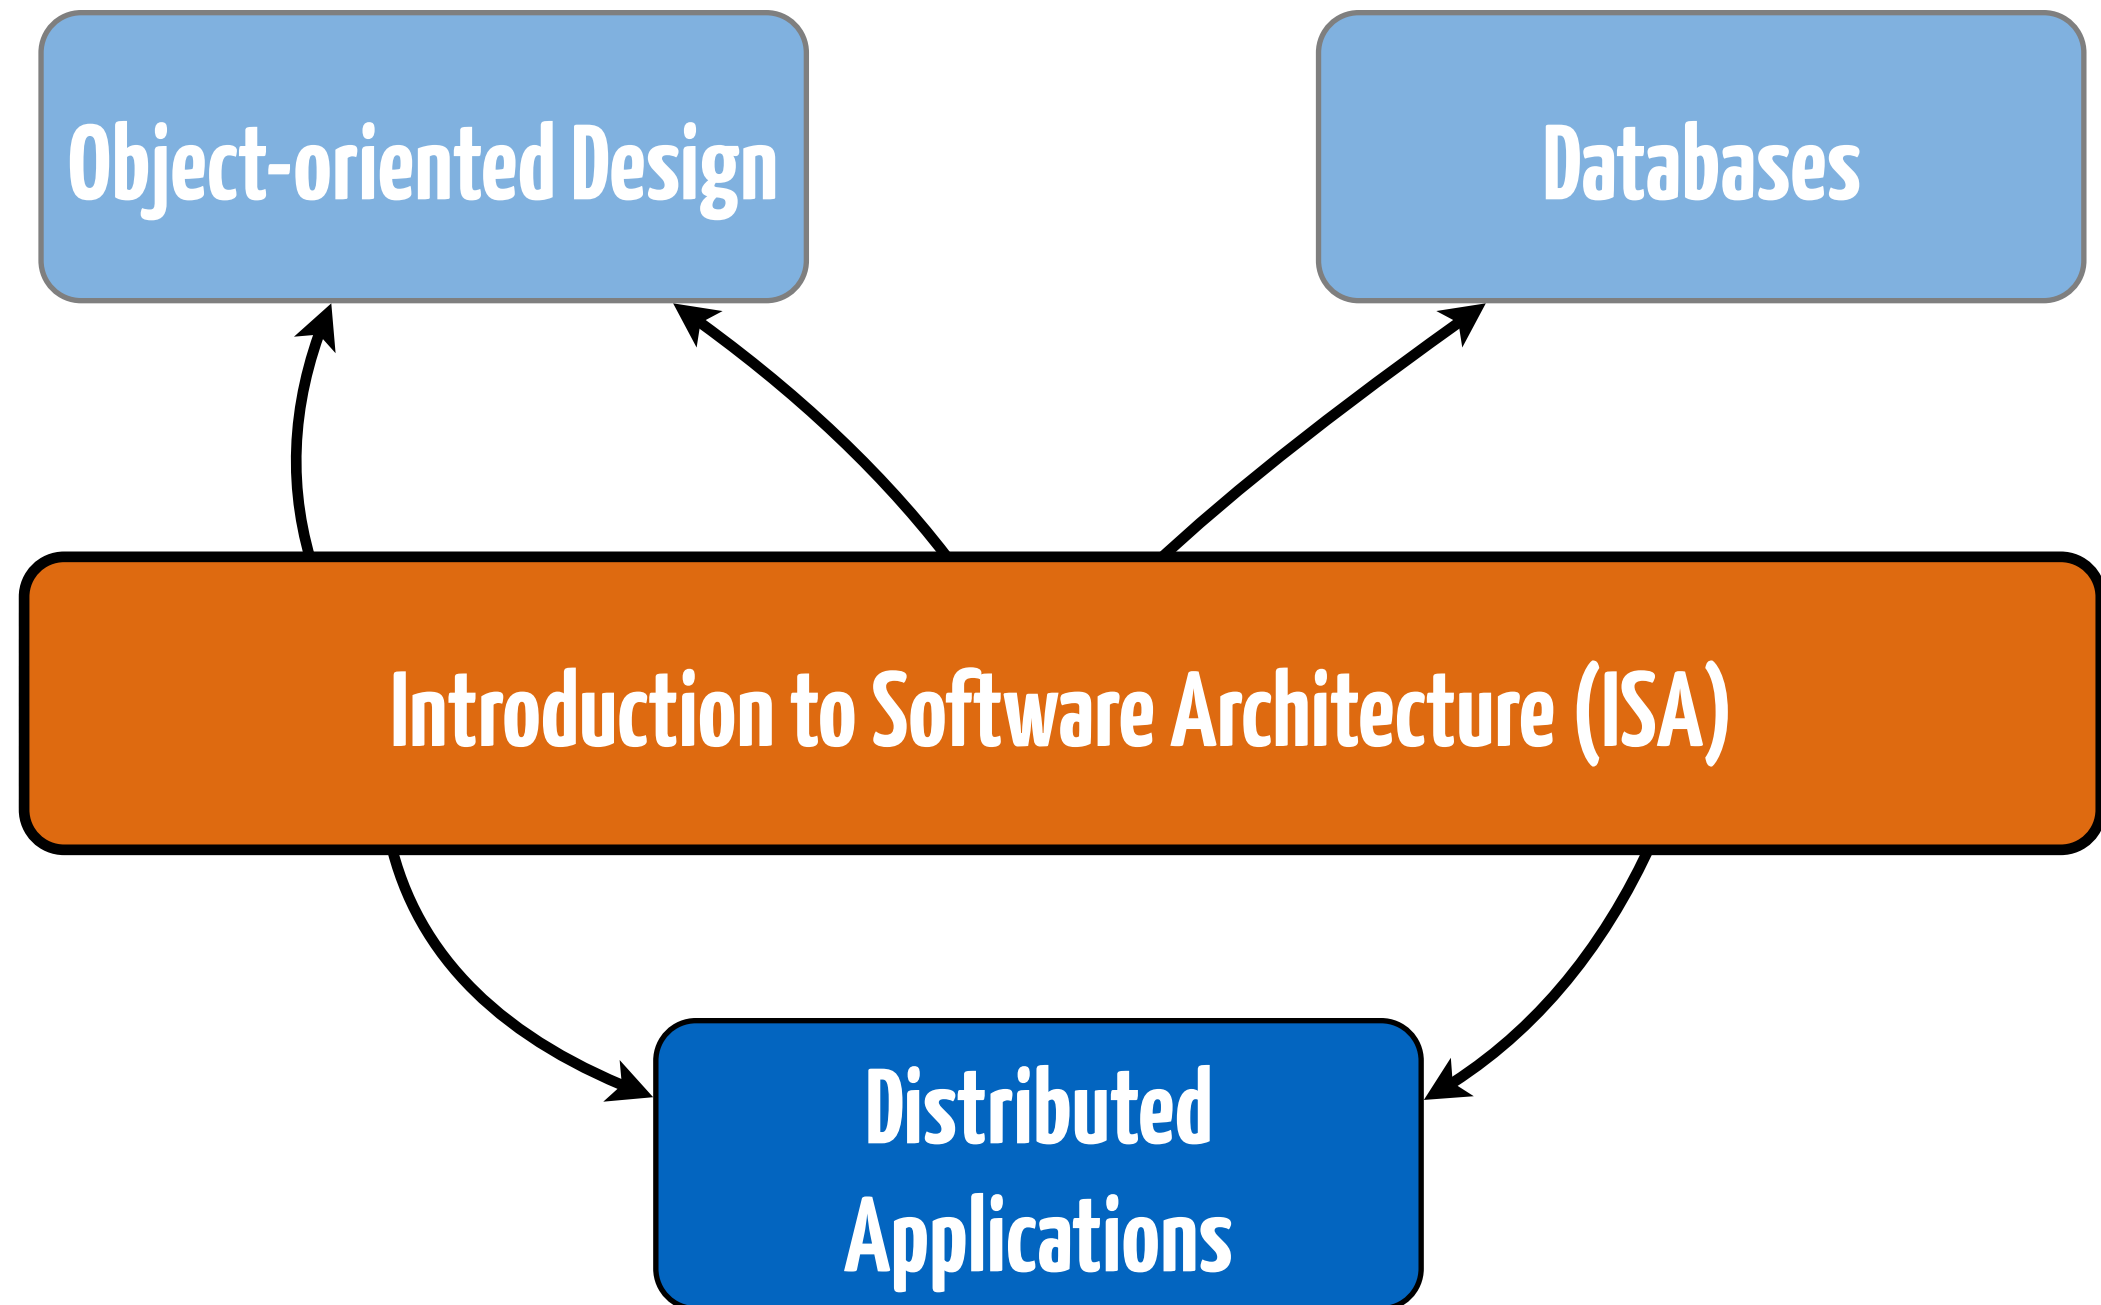 Object-oriented Design
Databases
Introduction to Software Architecture (ISA)
Distributed
Applications